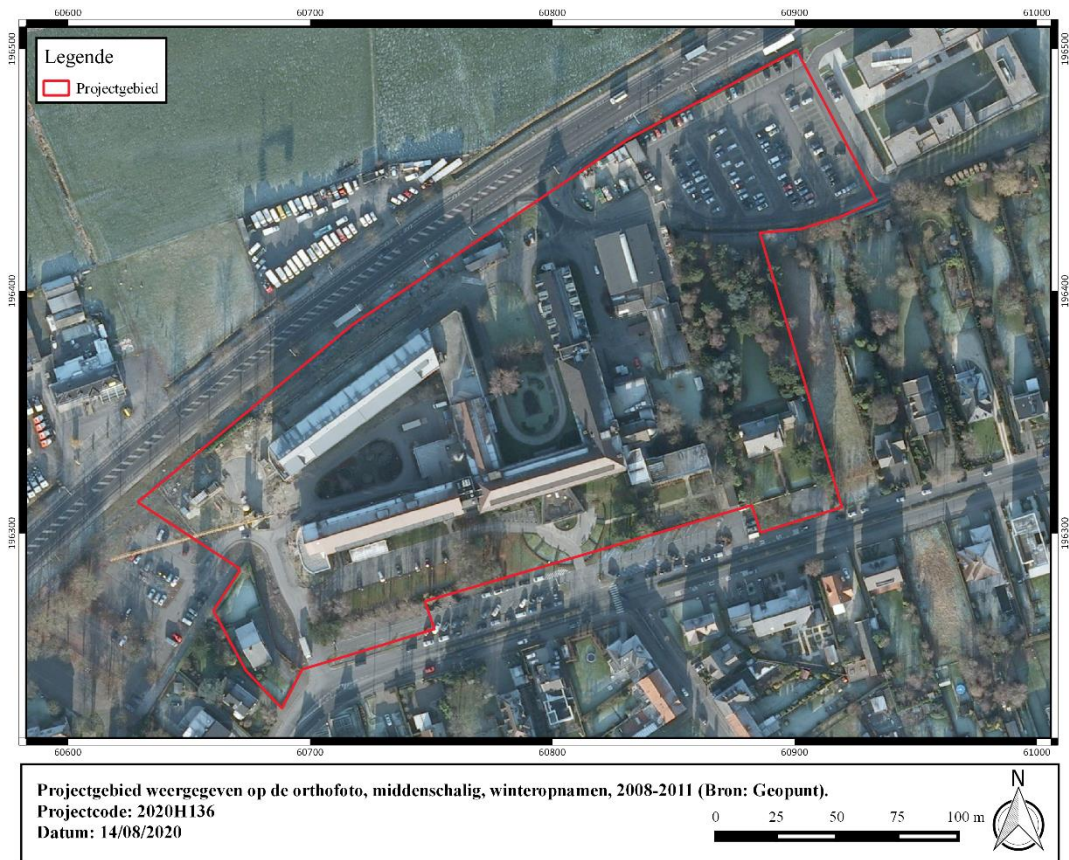 60600 60700 60800 60900 61000
196500 196500
Legende
Projectgebied
196400 196400
196300 196300
60600 60700 60800 60900 61000
Projectgebied weergegeven op de orthofoto, middenschalig, winteropnamen, 2008-2011 (Bron: Geopunt).
Projectcode: 2020H136
Datum: 14/08/2020
0 25 50 75 100 m
N